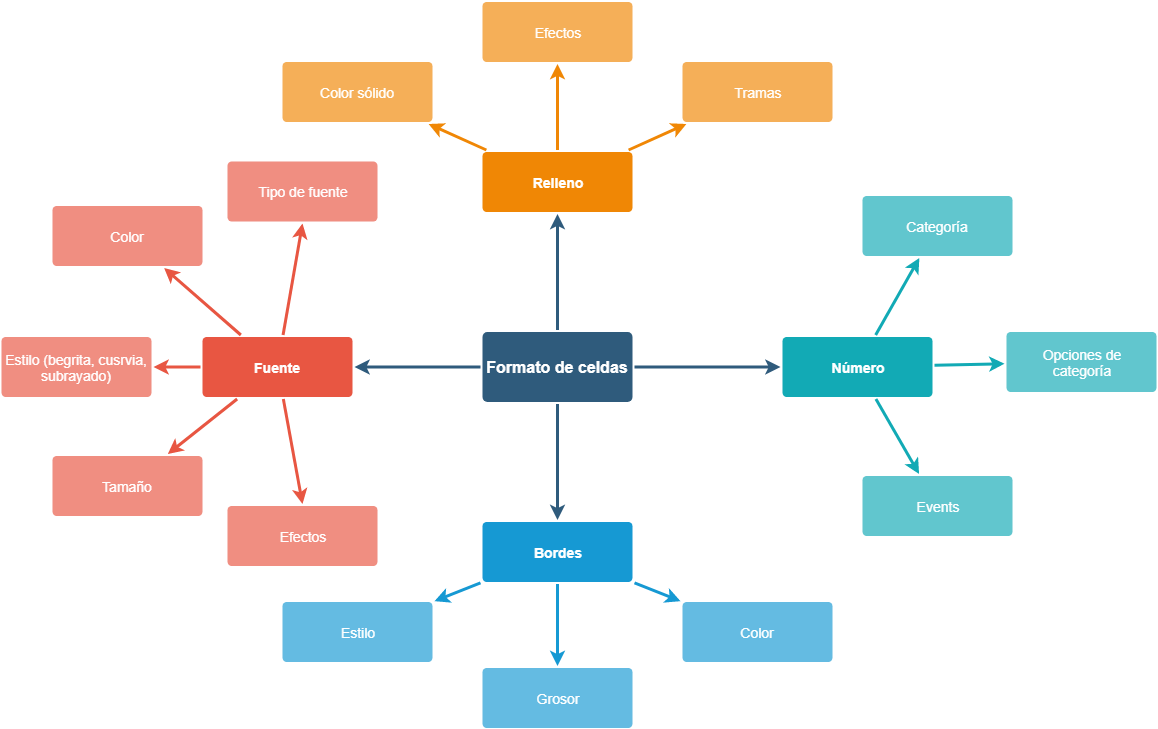 Efectos
Color sólido
Tramas
Relleno
Tipo de fuente
Color
Categoría
Estilo (begrita, cusrvia,
subrayado)
Fuente
Formato de celdas
Número
Opciones de
categoría
Tamaño
Efectos
Events
Bordes
Estilo
Grosor
Color